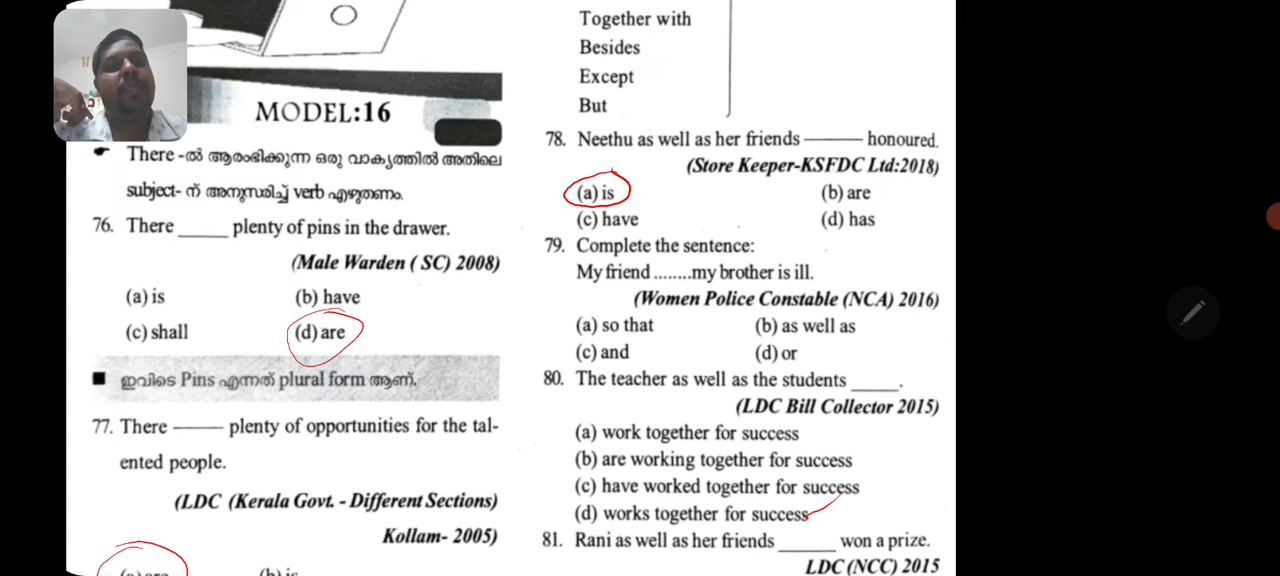 MODEL:16
There -ൽ ആരംഭിക്കുന്ന ഒരു വാക്യത്തിൽ അതിലെ
subject- ന് അനുസരിച്ച് verb എഴുതണം.
76. There _____ plenty of pins in the drawer.
(Male Warden ( SC) 2008)
(a) is (b) have
(c) shall (d) are
ഇവിടെ Pins എന്നത് plural form ആണ്.
77. There ——— plenty of opportunities for the tal-
ented people.
(LDC (Kerala Govt. - Different Sections)
Kollam- 2005)
(a) are (b) is
Together with
Besides
Except
But
78. Neethu as well as her friends ——— honoured.
(Store Keeper-KSFDC Ltd:2018)
(a) is (b) are
(c) have (d) has
79. Complete the sentence:
My friend ........my brother is ill.
(Women Police Constable (NCA) 2016)
(a) so that (b) as well as
(c) and (d) or
80. The teacher as well as the students _____.
(LDC Bill Collector 2015)
(a) work together for success
(b) are working together for success
(c) have worked together for success
(d) works together for success
81. Rani as well as her friends ______ won a prize.
LDC (NCC) 2015